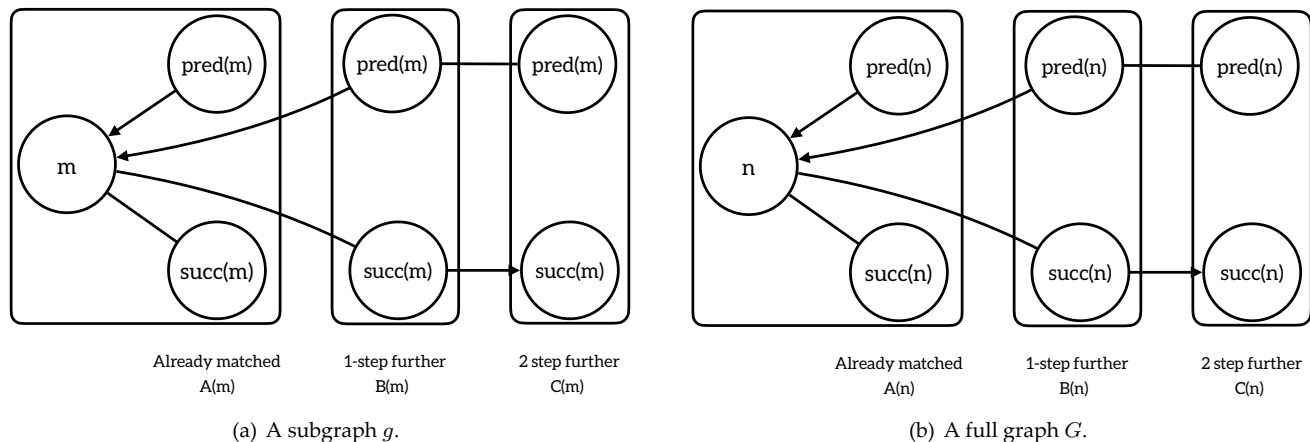 pred(m)
pred(m)
pred(m)
m
succ(m)
succ(m)
succ(m)
Already matched
A(m)
1-step further
B(m)
2 step further
C(m)
(a) A subgraph g.
pred(n)
pred(n)
pred(n)
n
succ(n)
succ(n)
succ(n)
Already matched
A(n)
1-step further
B(n)
2 step further
C(n)
(b) A full graph G.